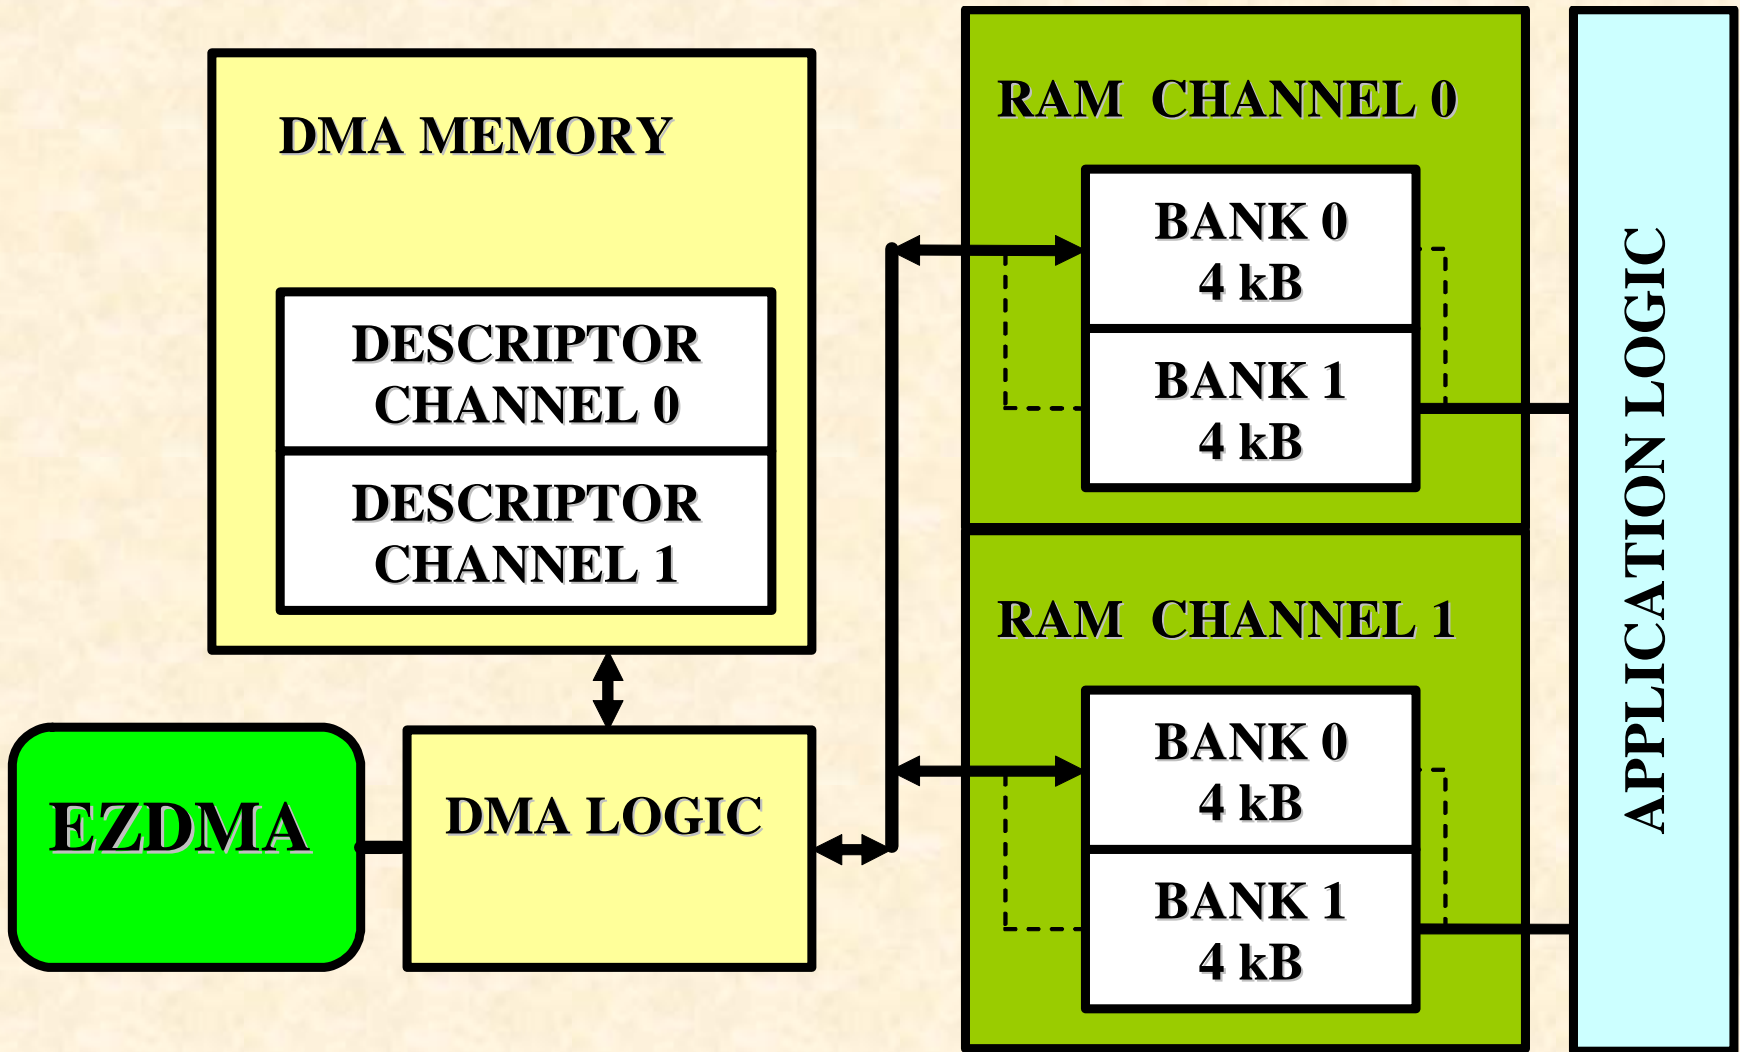 DMA MEMORY
DESCRIPTOR
CHANNEL 0
DESCRIPTOR
CHANNEL 1
EZDMA
DMA LOGIC
RAM CHANNEL 0
BANK 0
4 kB
BANK 1
4 kB
RAM CHANNEL 1
BANK 0
4 kB
BANK 1
4 kB
APPLICATION LOGIC